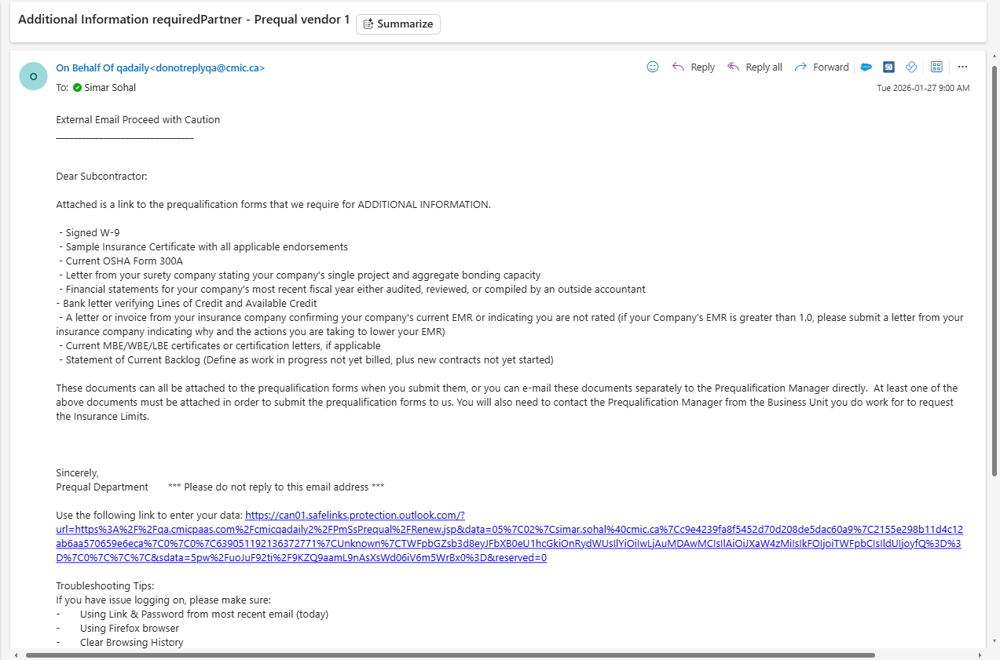 Additional Information requiredPartner - Prequal vendor 1
Summarize
O
On Behalf Of qadaily<donotreplyqa@cmic.ca>
Reply
Reply all
Forward
To: Simar Sohal
Tue 2026-01-27 9:00 AM
External Email Proceed with Caution
________________________________
Dear Subcontractor:
Attached is a link to the prequalification forms that we require for ADDITIONAL INFORMATION.
- Signed W-9
- Sample Insurance Certificate with all applicable endorsements
- Current OSHA Form 300A
- Letter from your surety company stating your company's single project and aggregate bonding capacity
- Financial statements for your company's most recent fiscal year either audited, reviewed, or compiled by an outside accountant
- Bank letter verifying Lines of Credit and Available Credit
- A letter or invoice from your insurance company confirming your company's current EMR or indicating you are not rated (if your Company's EMR is greater than 1.0, please submit a letter from your
insurance company indicating why and the actions you are taking to lower your EMR)
- Current MBE/WBE/LBE certificates or certification letters, if applicable
- Statement of Current Backlog (Define as work in progress not yet billed, plus new contracts not yet started)
These documents can all be attached to the prequalification forms when you submit them, or you can e-mail these documents separately to the Prequalification Manager directly.  At least one of the
above documents must be attached in order to submit the prequalification forms to us. You will also need to contact the Prequalification Manager from the Business Unit you do work for to request
the Insurance Limits.
Sincerely,
Prequal Department *** Please do not reply to this email address ***
Use the following link to enter your data: https://can01.safelinks.protection.outlook.com/?
url=https%3A%2F%2Fqa.cmicpaas.com%2Fcmicqadaily2%2FPmSsPrequal%2FRenew.jsp&data=05%7C02%7Csimar.sohal%40cmic.ca%7Cc9e4239fa8f5452d70d208de5dac60a9%7C2155e298b11d4c12
ab6aa570659e6eca%7C0%7C0%7C639051192136372771%7CUnknown%7CTWFpbGZsb3d8eyJFbXB0eU1hcGkiOnRydWUsIlYiOiIwLjAuMDAwMCIsIlAiOiJXaW4zMiIsIkFOIjoiTWFpbCIsIldUIjoyfQ%3D%3
D%7C0%7C%7C%7C&sdata=5pw%2FuoJuF92ti%2F9KZQ9aamL9nAsXsWd06iV6m5WrBx0%3D&reserved=0
Troubleshooting Tips:
If you have issue logging on, please make sure:
- Using Link & Password from most recent email (today)
- Using Firefox browser
- Clear Browsing History